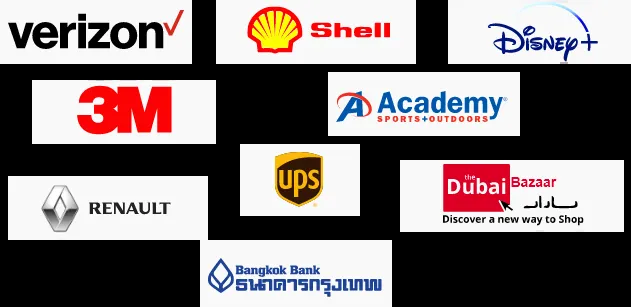 verizon
Shell
Disney+
3M
Academy®
SPORTS+OUTDOORS
ups
RENAULT
the
Dubai Bazaar
Discover a new way to Shop
Bangkok Bank
ธนาคารกรุงเทพ